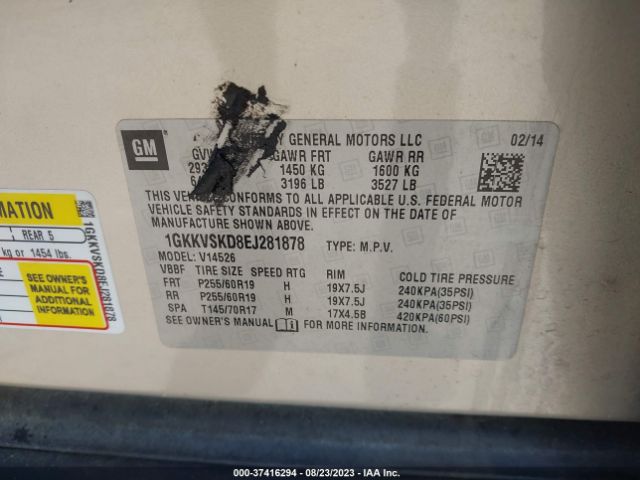 GM
GENERAL MOTORS LLC 02/14
GAWR FRT GAWR RR
1450 KG 1600 KG
3196 LB 3527 LB
THIS CONFORMS TO ALL APPLICABLE U.S. FEDERAL MOTOR
VEHICLE SAFETY STANDARDS IN EFFECT ON THE DATE OF
MANUFACTURE SHOWN ABOVE.
1GKKVSKD8EJ281878 TYPE: M.P.V.
MODEL: V14526
VBBF TIRE SIZE SPEED RTG RIM COLD TIRE PRESSURE
FRT P255/60R19 H 19X7.5J 240KPA(35PSI)
RR P255/60R19 H 19X7.5J 240KPA(35PSI)
SPA T145/70R17 M 17X4.5B 420KPA(60PSI)
SEE OWNER'S MANUAL FOR MORE INFORMATION.
REAR 5
kg or 1454 lbs.
SEE OWNER'S
MANUAL FOR
ADDITIONAL
INFORMATION
1GKKVSKD8EJ281878
000-37416294 - 08/23/2023 - IAA Inc.